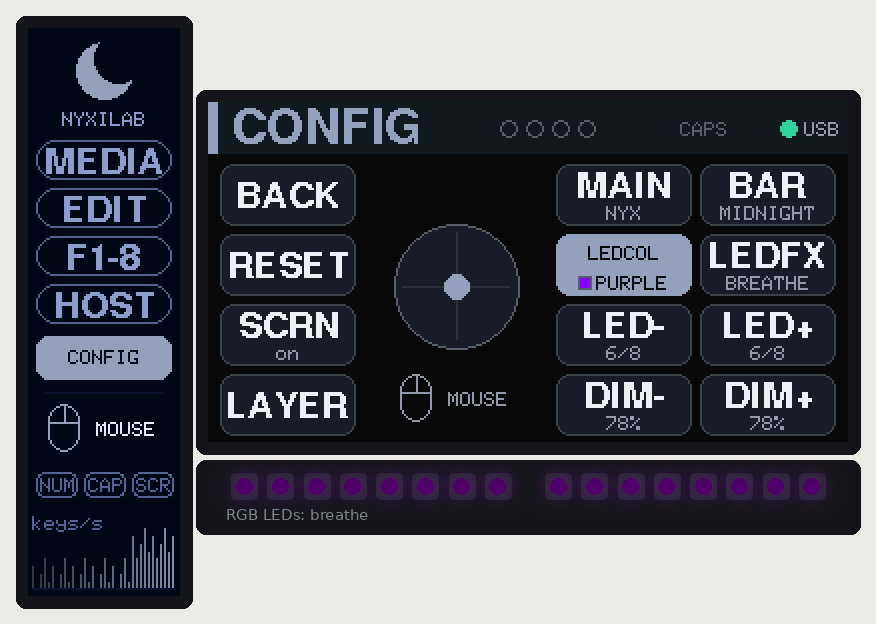 NYXILAB
MEDIA
EDIT
F1-8
HOST
CONFIG
MOUSE
NUM CAP SCR
keys/s
CONFIG CAPS USB
BACK MAIN BAR
NYX MIDNIGHT
RESET LEDCOL LEDFX
PURPLE BREATHE
SCRN LED- LED+
on 6/8 6/8
LAYER MOUSE DIM- DIM+
78% 78%
RGB LEDs: breathe